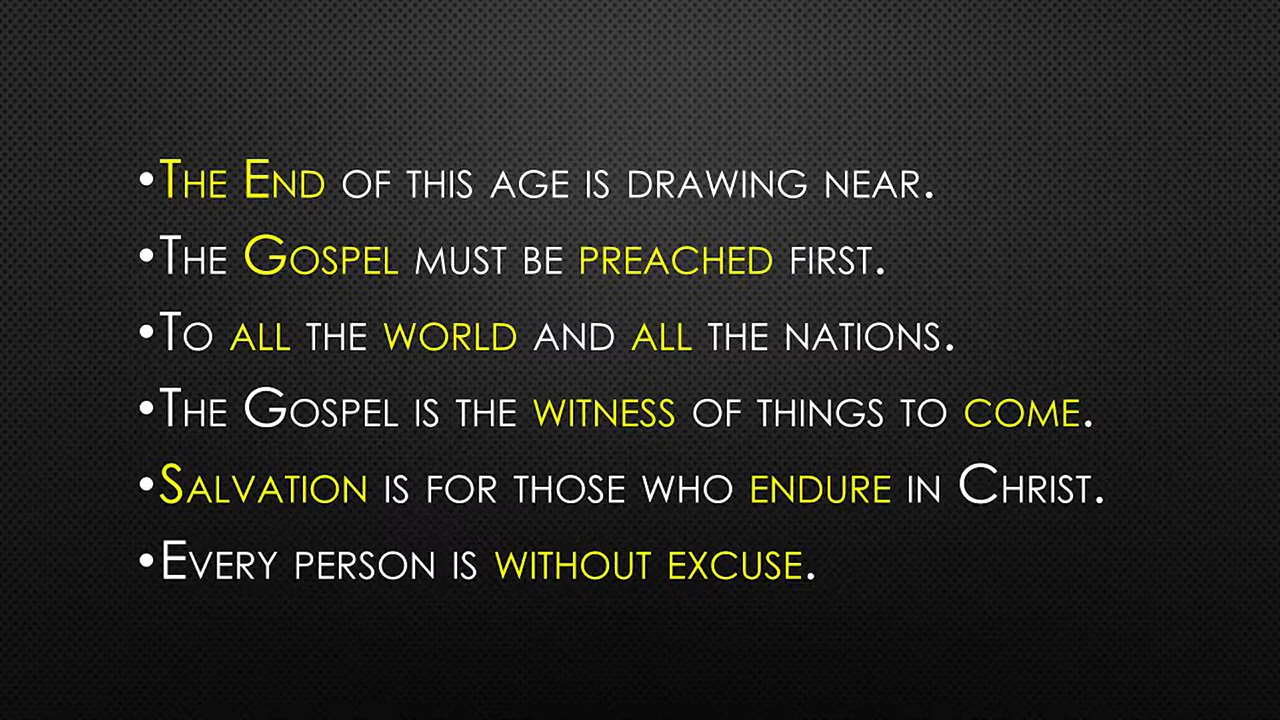 •The End of this age is drawing near.
•The Gospel must be preached first.
•To all the world and all the nations.
•The Gospel is the witness of things to come.
•Salvation is for those who endure in Christ.
•Every person is without excuse.